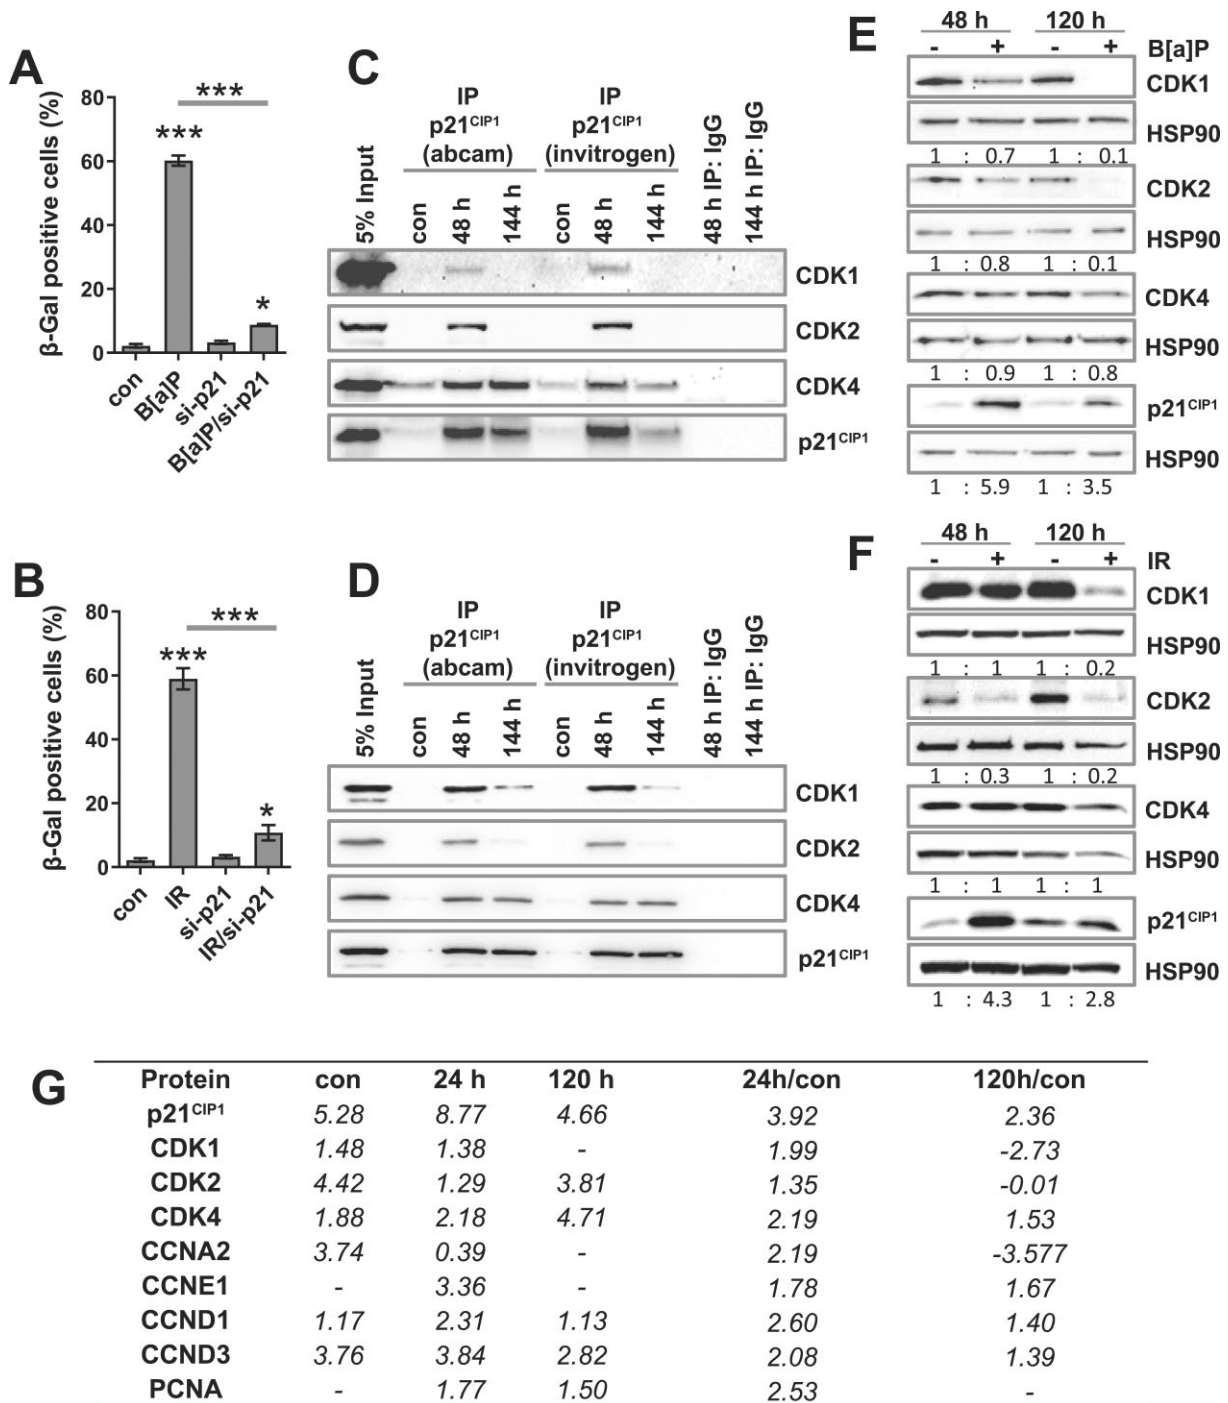 A
β-Gal positive cells (%)
80
60
40
20
0
***
***
*
con
B[a]P
si-p21
B[a]P/si-p21
B
β-Gal positive cells (%)
80
60
40
20
0
***
***
*
con
IR
si-p21
IR/si-p21
C
IP
p21CIP1
(abcam)
IP
p21CIP1
(invitrogen)
5% Input
con
48 h
144 h
con
48 h
144 h
48 h IP: IgG
144 h IP: IgG
CDK1
CDK2
CDK4
p21CIP1
D
IP
p21CIP1
(abcam)
IP
p21CIP1
(invitrogen)
5% Input
con
48 h
144 h
con
48 h
144 h
48 h IP: IgG
144 h IP: IgG
CDK1
CDK2
CDK4
p21CIP1
E
48 h 120 h
- + - + B[a]P
CDK1
HSP90
1 : 0.7 1 : 0.1
CDK2
HSP90
1 : 0.8 1 : 0.1
CDK4
HSP90
1 : 0.9 1 : 0.8
p21CIP1
HSP90
1 : 5.9 1 : 3.5
F
48 h 120 h
- + - + IR
CDK1
HSP90
1 : 1 1 : 0.2
CDK2
HSP90
1 : 0.3 1 : 0.2
CDK4
HSP90
1 : 1 1 : 1
p21CIP1
HSP90
1 : 4.3 1 : 2.8
G
Protein con 24 h 120 h 24h/con 120h/con
p21CIP1 5.28 8.77 4.66 3.92 2.36
CDK1 1.48 1.38 - 1.99 -2.73
CDK2 4.42 1.29 3.81 1.35 -0.01
CDK4 1.88 2.18 4.71 2.19 1.53
CCNA2 3.74 0.39 - 2.19 -3.577
CCNE1 - 3.36 - 1.78 1.67
CCND1 1.17 2.31 1.13 2.60 1.40
CCND3 3.76 3.84 2.82 2.08 1.39
PCNA - 1.77 1.50 2.53 -